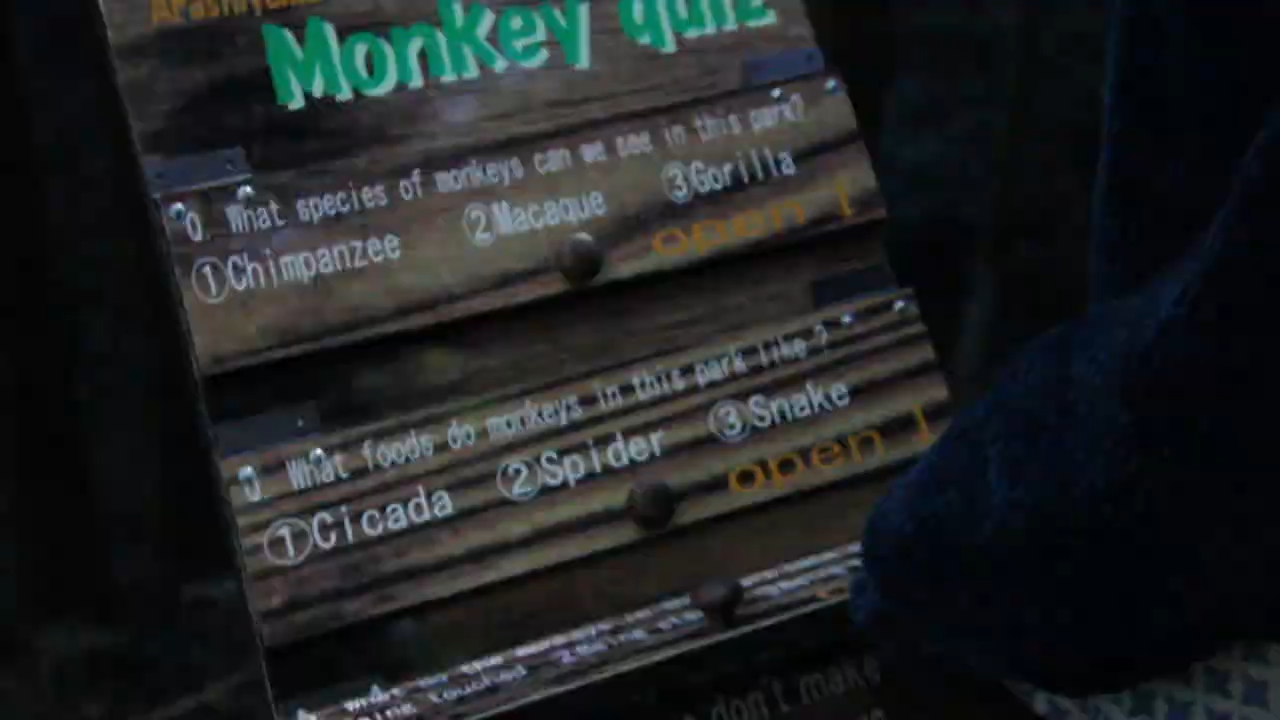 Monkey quiz
Q. What species of monkeys can we see in this park?
①Chimpanzee ②Macaque ③Gorilla
open !
Q. What foods do monkeys in this park like ?
①Cicada ②Spider ③Snake
open !
don't make